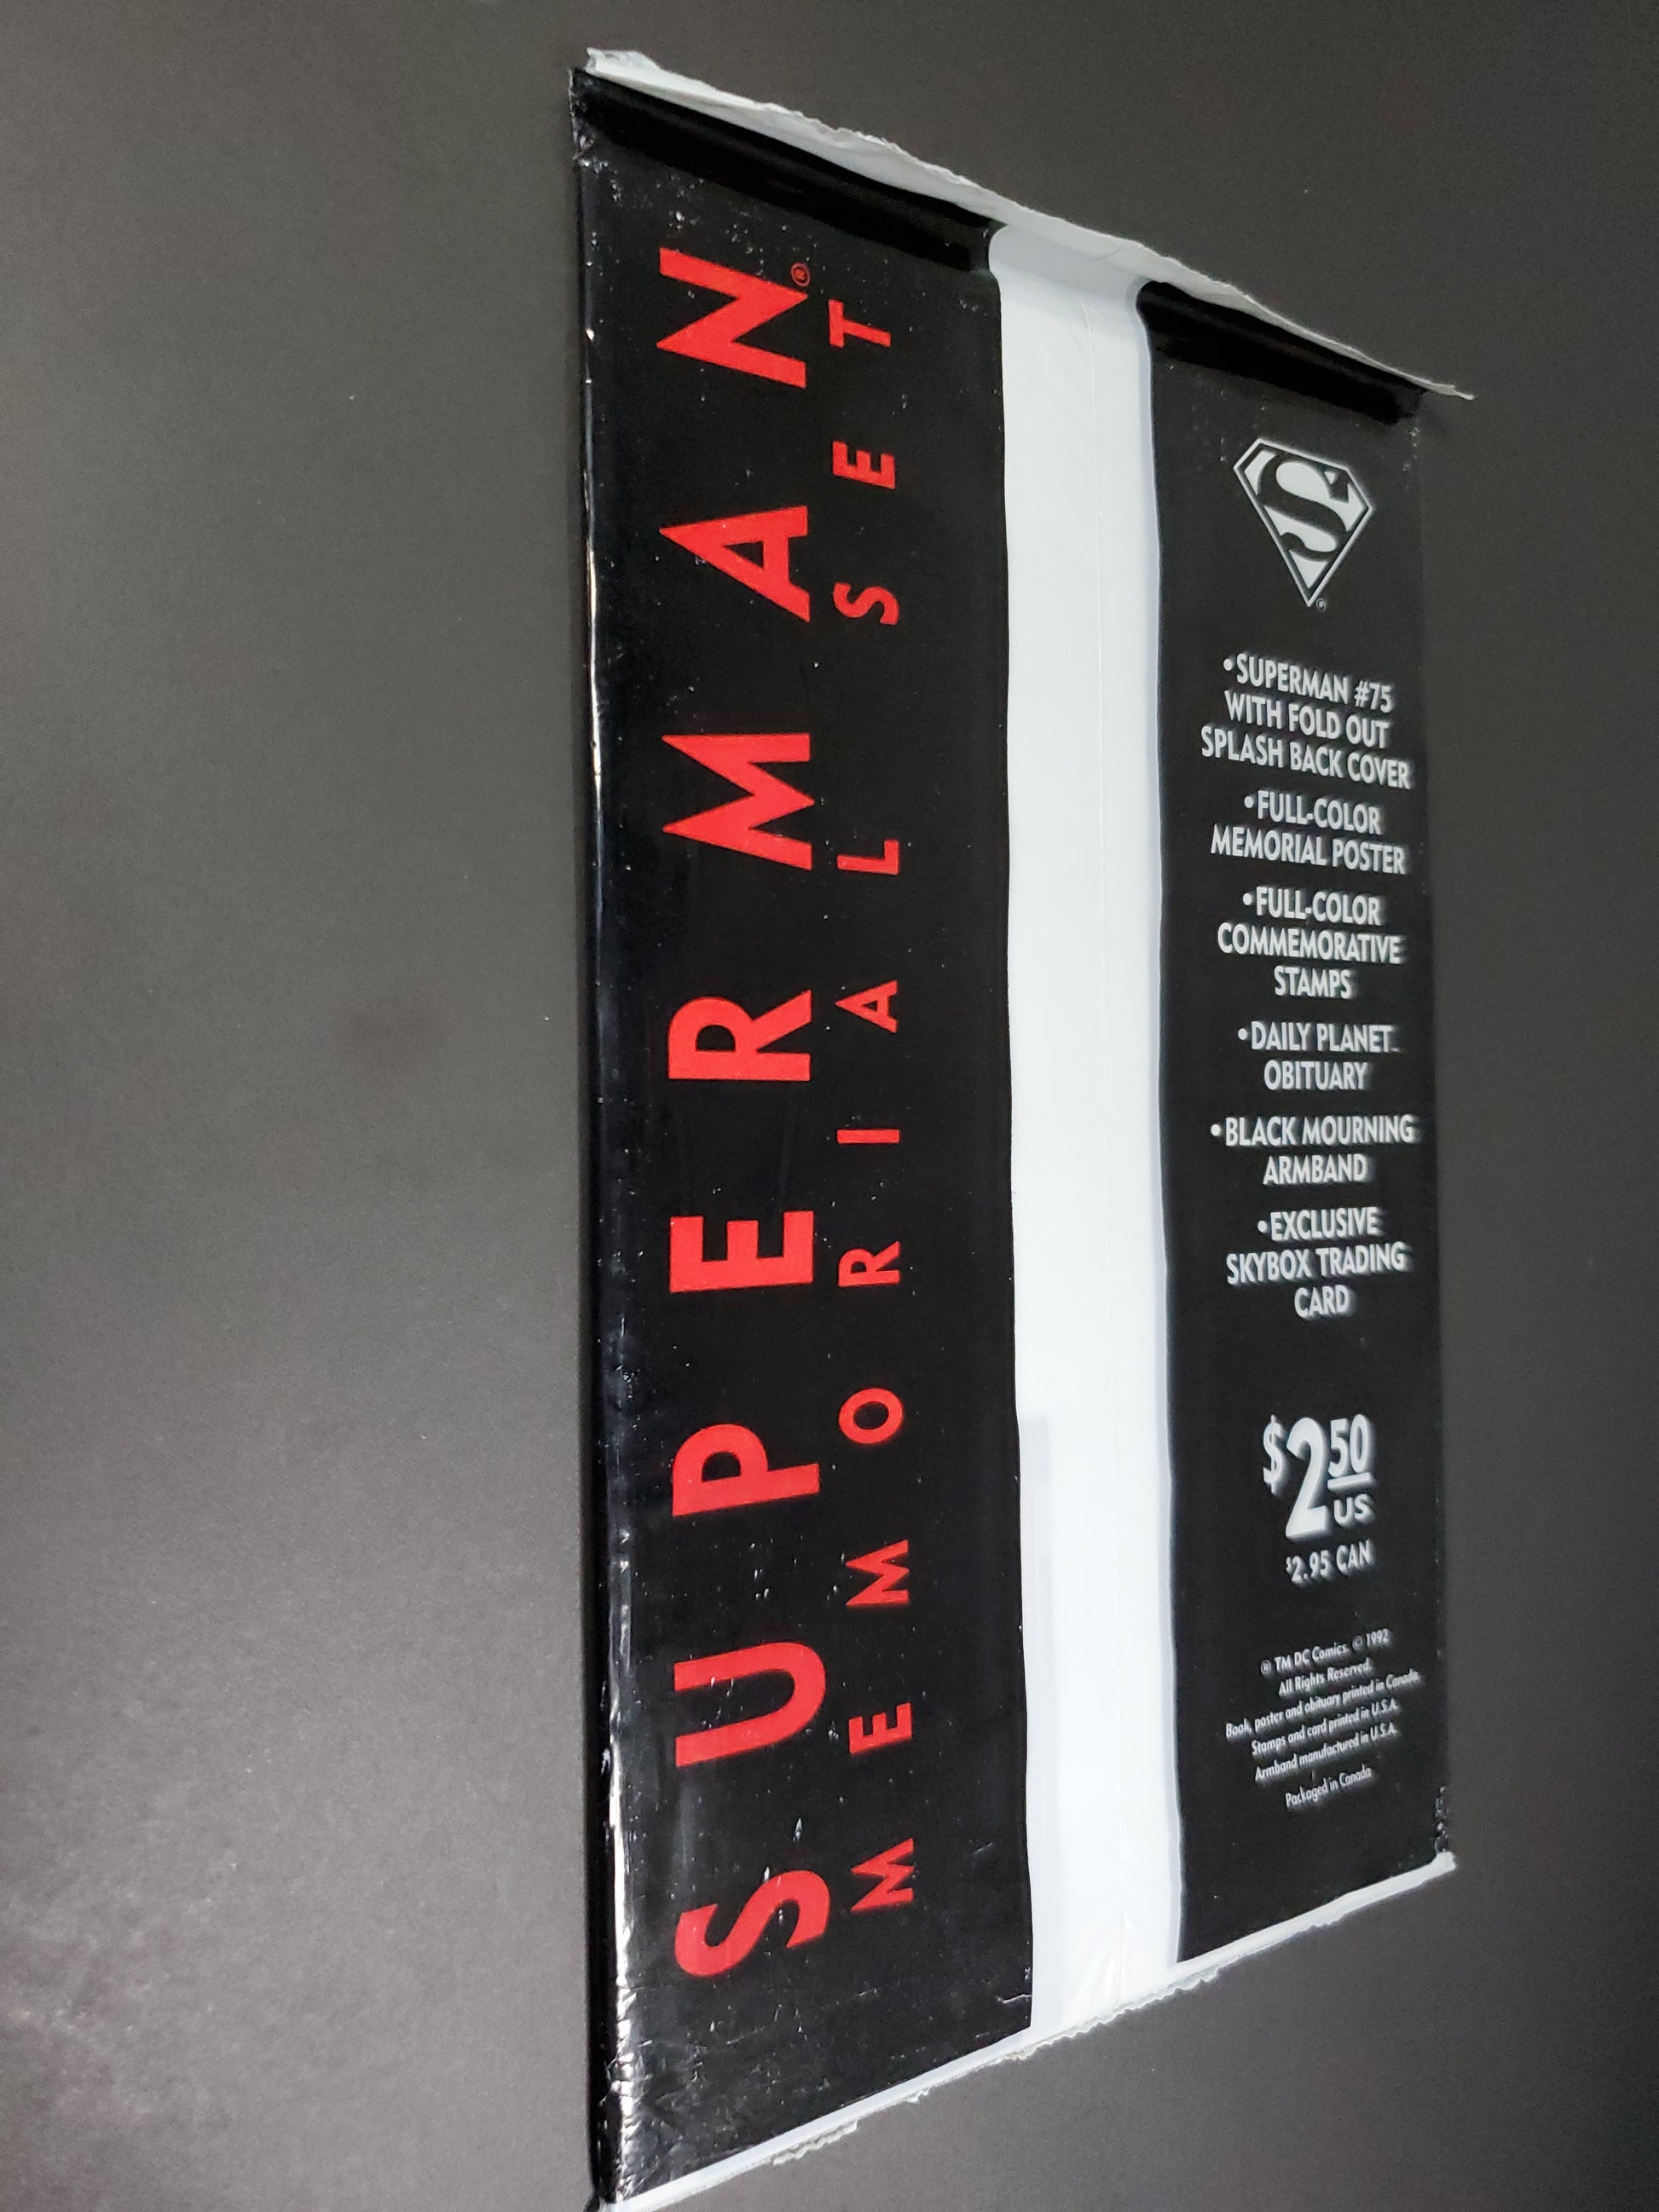 SUPERMAN®
MEMORIAL SET
S
®
•SUPERMAN #75
WITH FOLD OUT
SPLASH BACK COVER
•FULL-COLOR
MEMORIAL POSTER
•FULL-COLOR
COMMEMORATIVE
STAMPS
•DAILY PLANET™
OBITUARY
•BLACK MOURNING
ARMBAND
•EXCLUSIVE
SKYBOX TRADING
CARD
$2.50
US
$2.95 CAN
® TM DC Comics. © 1992
All Rights Reserved.
Book, poster and obituary printed in Canada.
Stamps and card printed in U.S.A.
Armband manufactured in U.S.A.
Packaged in Canada